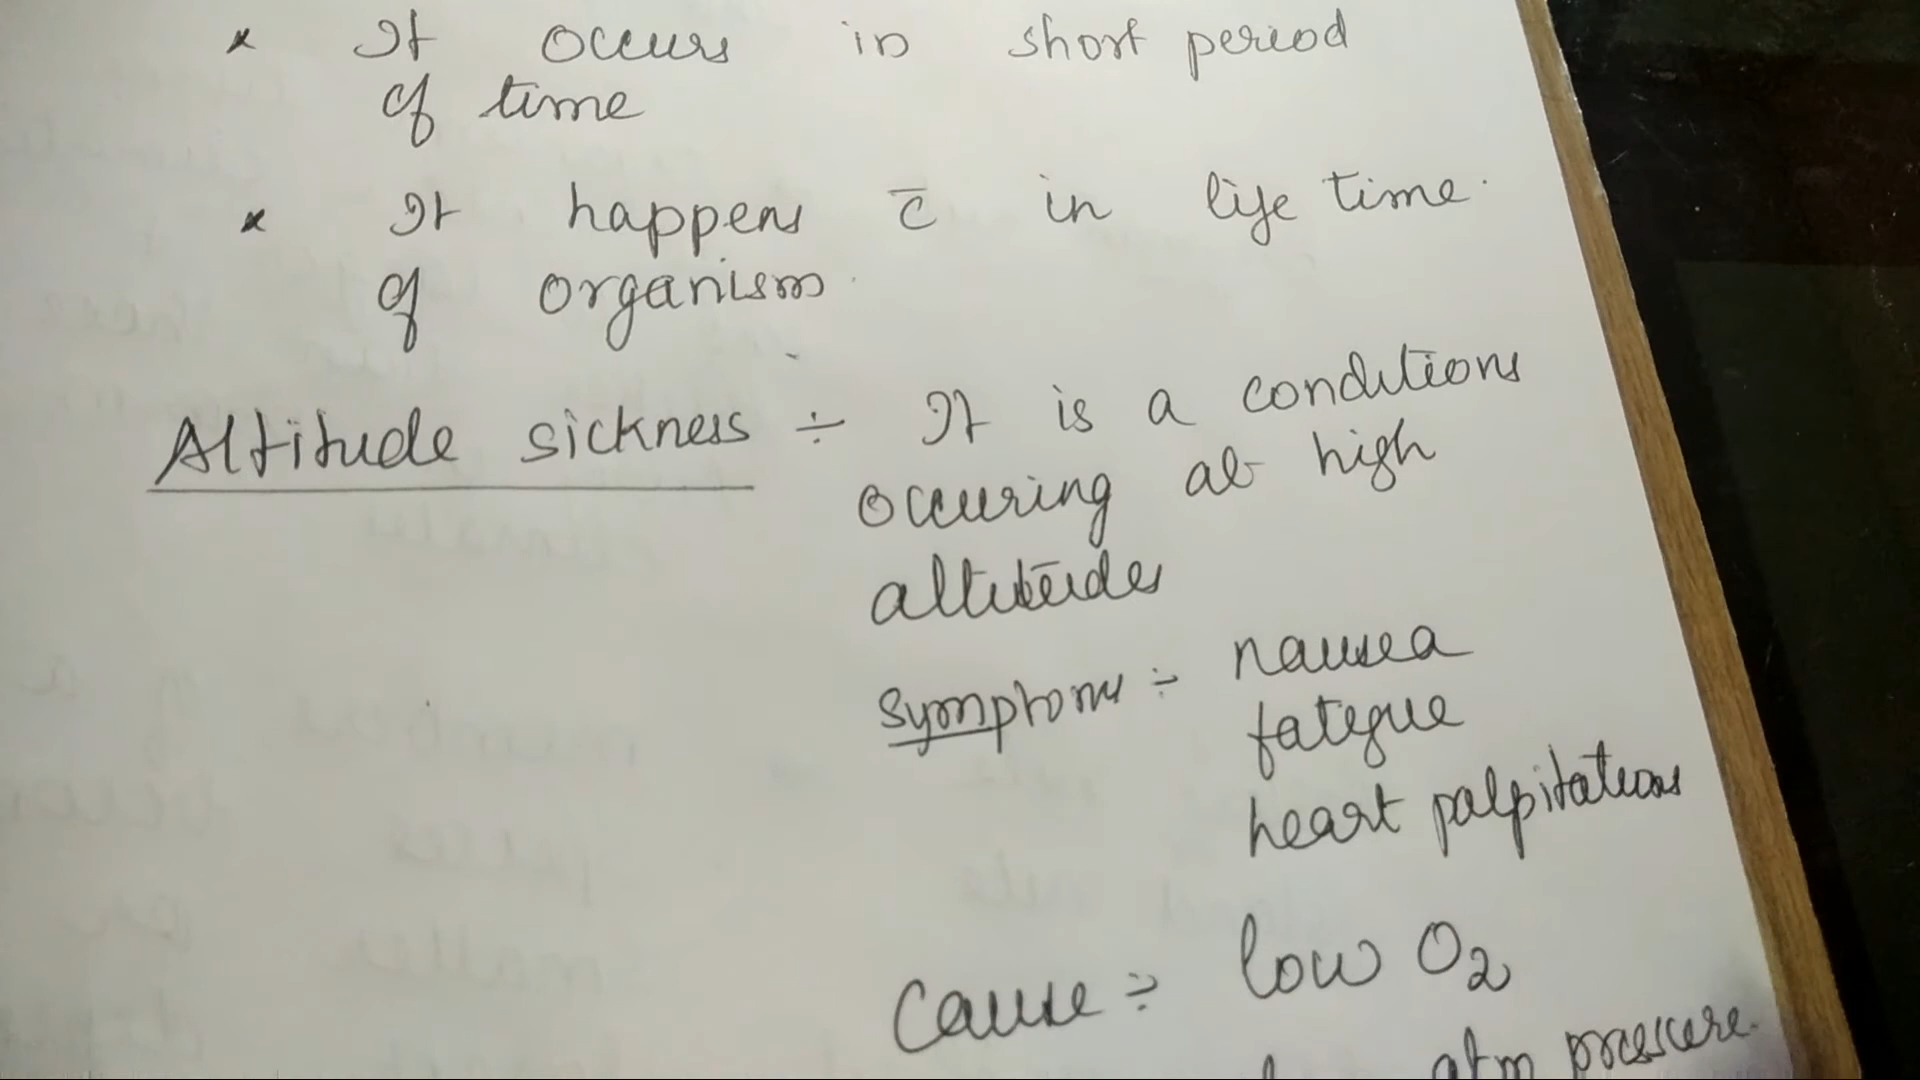 * It occurs in short period
of time
* It happens c̄ in life time.
of organism
Altitude sickness ÷ It is a conditions
occuring at high
altitudes
Symptoms ÷ nausea
fatigue
heart palpitations
Cause ÷ low O₂
atm pressure.